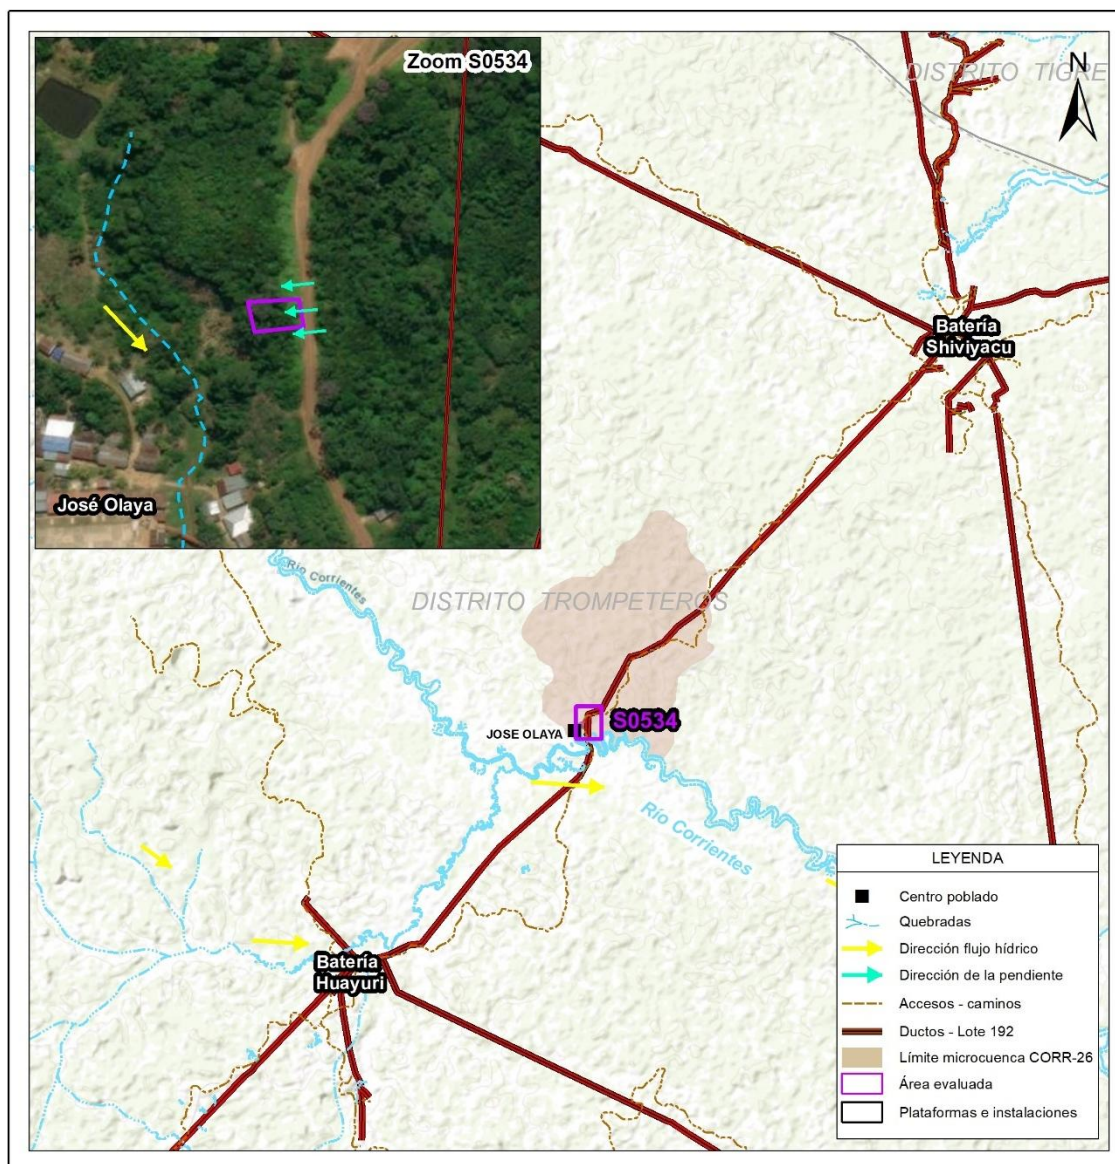 Zoom S0534
José Olaya
DISTRITO TIGRE
N
Batería
Shiviyacu
Rio Corrientes
DISTRITO TROMPETEROS
JOSE OLAYA
S0534
Rio Corrientes
Batería
Huayuri
LEYENDA
Centro poblado
Quebradas
Dirección flujo hídrico
Dirección de la pendiente
Accesos - caminos
Ductos - Lote 192
Límite microcuenca CORR-26
Área evaluada
Plataformas e instalaciones